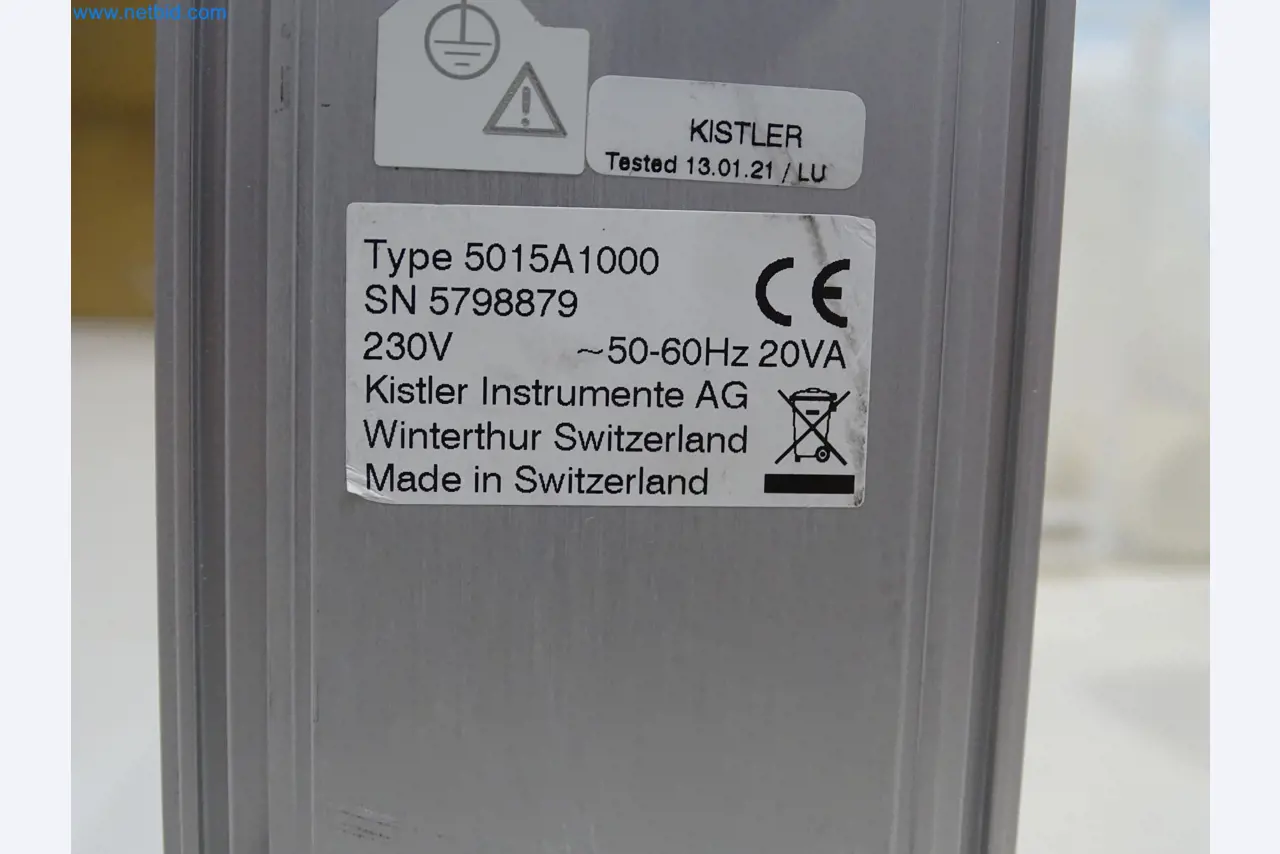 www.netbid.com
KISTLER
Tested 13.01.21 / LU
Type 5015A1000
SN 5798879
230V ~50-60Hz 20VA
Kistler Instrumente AG
Winterthur Switzerland
Made in Switzerland
CE